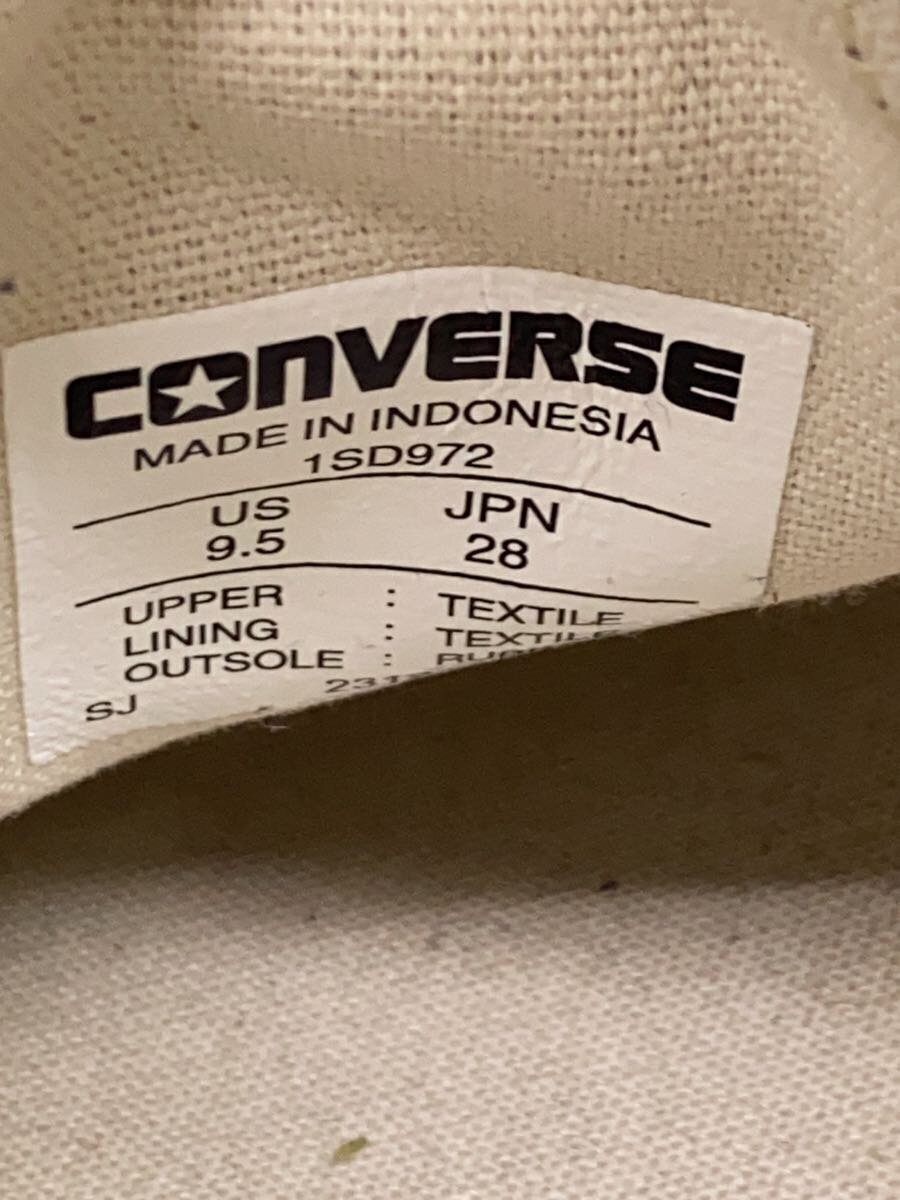 CONVERSE
MADE IN INDONESIA
1SD972
US JPN
9.5 28
UPPER : TEXTILE
LINING : TEXTILE
OUTSOLE :
SJ